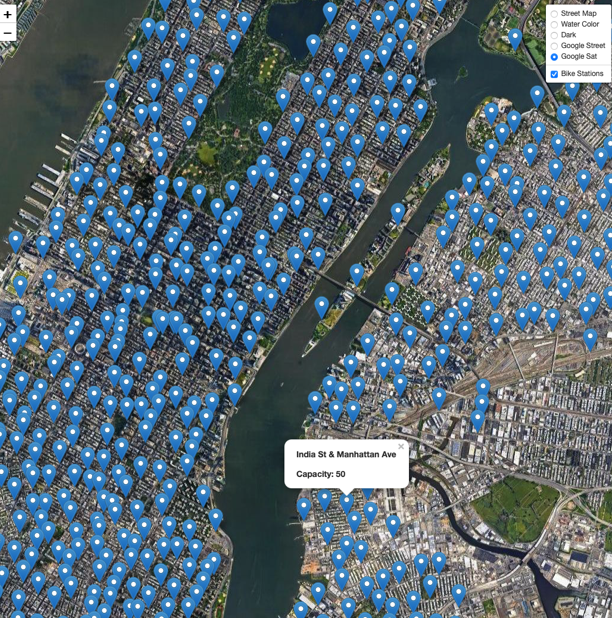 +
−
Street Map
Water Color
Dark
Google Street
Google Sat
Bike Stations
×
India St & Manhattan Ave
Capacity: 50